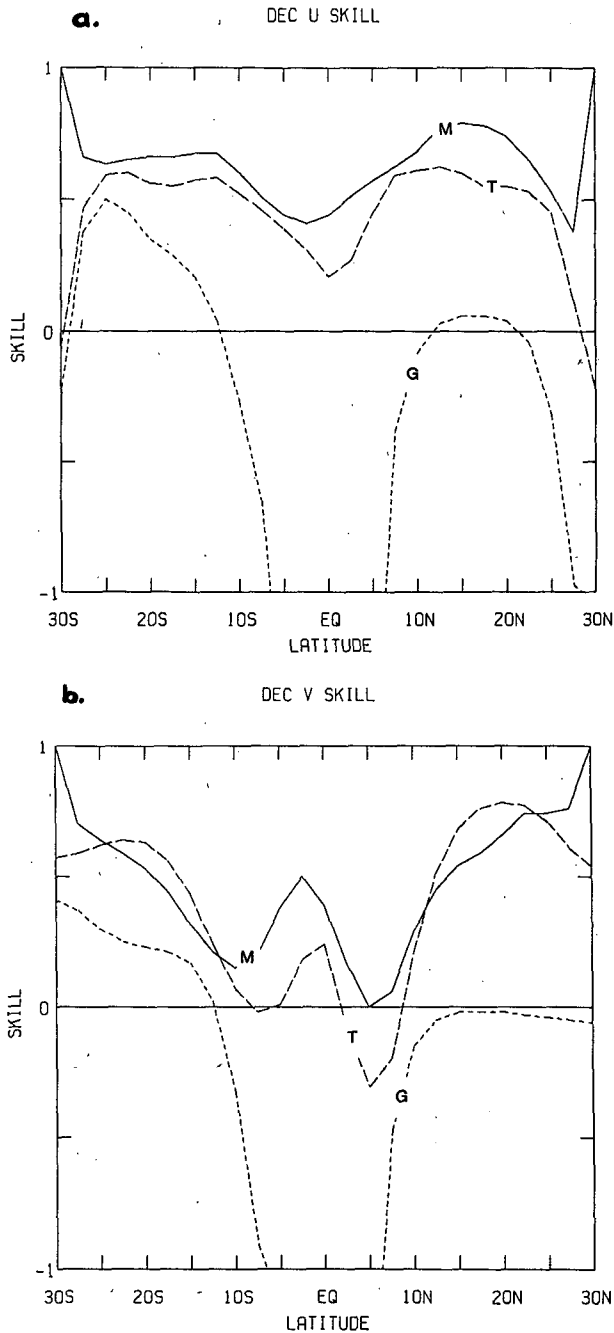 a.
DEC U SKILL
1
M
T
0
SKILL
G
-1
30S 20S 10S EQ 10N 20N 30N
LATITUDE
b.
DEC V SKILL
1
M
0
SKILL
T
G
-1
30S 20S 10S EQ 10N 20N 30N
LATITUDE